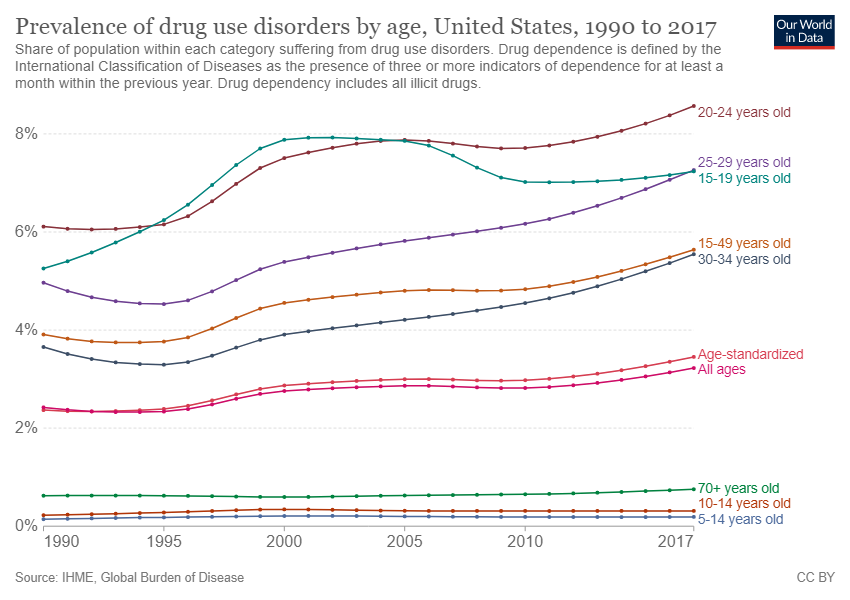 Prevalence of drug use disorders by age, United States, 1990 to 2017
Our World
in Data
Share of population within each category suffering from drug use disorders. Drug dependence is defined by the
International Classification of Diseases as the presence of three or more indicators of dependence for at least a
month within the previous year. Drug dependency includes all illicit drugs.
20-24 years old
8%
25-29 years old
15-19 years old
6%
15-49 years old
30-34 years old
4%
Age-standardized
All ages
2%
70+ years old
10-14 years old
5-14 years old
0%
1990 1995 2000 2005 2010 2017
Source: IHME, Global Burden of Disease
CC BY